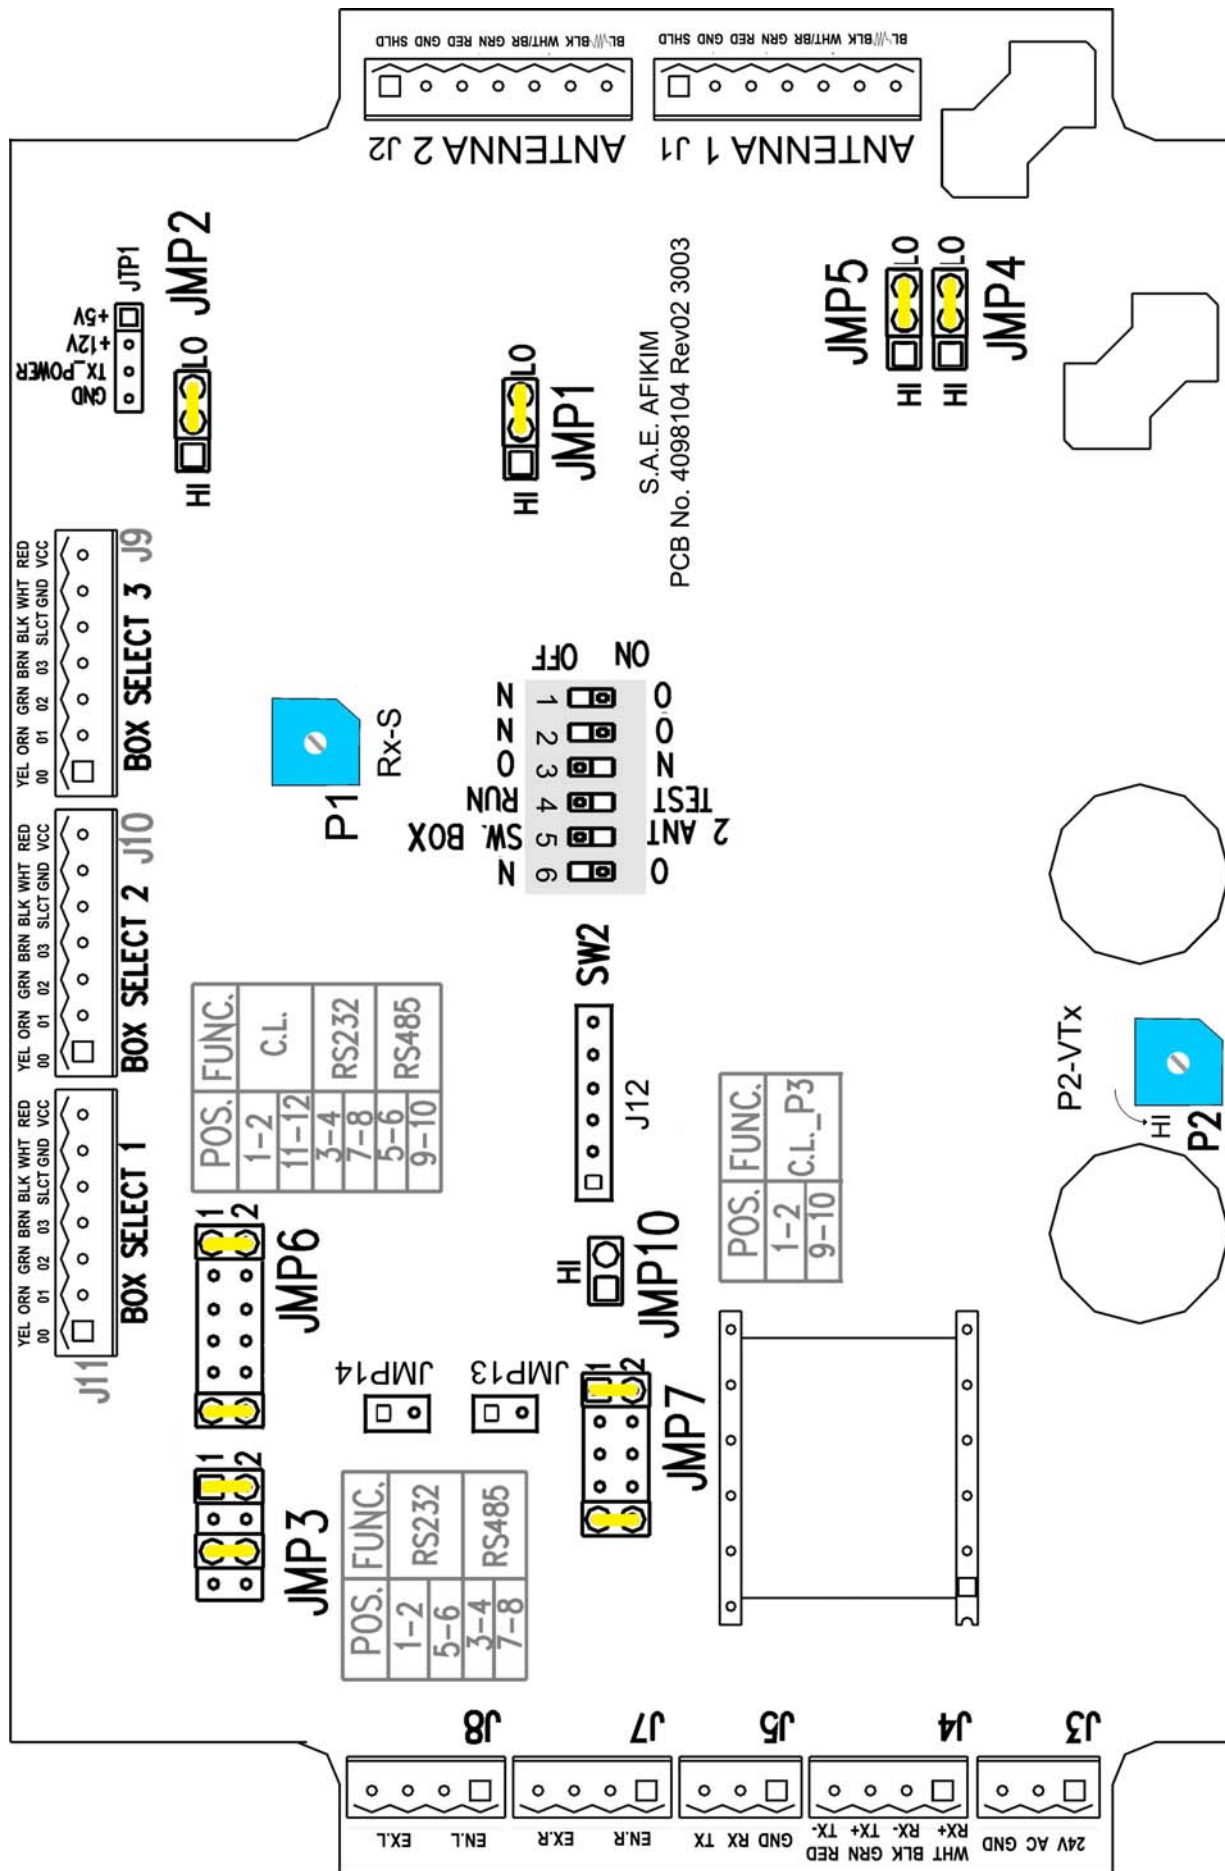 SHLD GND RED GRN WHT/BR BLK
ANTENNA 2 J2
SHLD GND RED GRN WHT/BR BLK
ANTENNA 1 J1
JTP1
+5V
+12V
TX_POWER
GND
JMP2
LO
HI
LO
JMP1
HI
S.A.E. AFIKIM
PCB No. 4098104 Rev02 3003
JMP5
LO
HI
LO
JMP4
HI
YEL ORN GRN BRN BLK WHT RED
00 01 02 03 SLCT GND VCC
BOX SELECT 3
J9
P1
Rx-S
OFF ON
N 1 O
N 2 O
O 3 N
RUN 4 TEST
SW. BOX 5 2 ANT
N 6 O
SW2
YEL ORN GRN BRN BLK WHT RED
00 01 02 03 SLCT GND VCC
BOX SELECT 2
J10
POS. FUNC.
1-2 C.L.
11-12
3-4 RS232
7-8
5-6 RS485
9-10
J12
P2-VTx
HI
P2
YEL ORN GRN BRN BLK WHT RED
00 01 02 03 SLCT GND VCC
BOX SELECT 1
J11
1
2
JMP6
HI
JMP10
POS. FUNC.
1-2 C.L._P3
9-10
JMP14
JMP13
1
2
JMP7
1
2
JMP3
POS. FUNC.
1-2 RS232
5-6
3-4 RS485
7-8
J8
EX.L EN.L
J7
EX.R EN.R
J5
TX RX GND
J4
TX- TX+ RX- RX+
RED GRN BLK WHT
J3
GND 24V AC